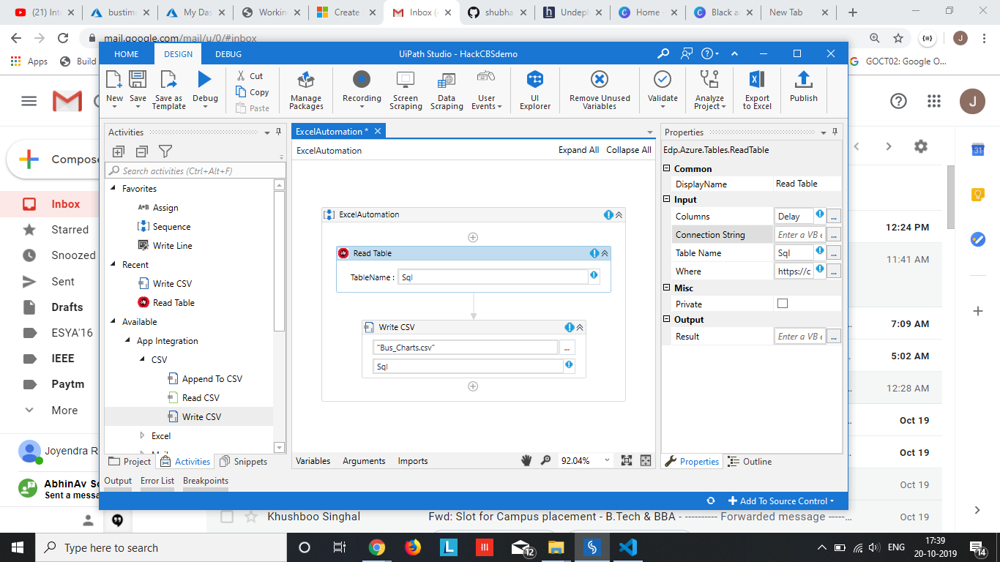 (21) Inte
bustime
My Das
Workin
Create
Inbox (
shubha
Undepl
Home -
Black a
New Tab
mail.google.com/mail/u/0/#inbox
Apps
Build
GOCT02: Google O...
HOME
DESIGN
DEBUG
UiPath Studio - HackCBSdemo
New
Save
Save as
Template
Debug
Cut
Copy
Paste
Manage
Packages
Recording
Screen
Scraping
Data
Scraping
User
Events
UI
Explorer
Remove Unused
Variables
Validate
Analyze
Project
Export
to Excel
Publish
Compose
Inbox
Starred
Snoozed
Sent
Drafts
ESYA'16
IEEE
Paytm
More
Joyendra R
AbhinAv Sc
Sent a messa
Activities
Search activities (Ctrl+Alt+F)
Favorites
Assign
Sequence
Write Line
Recent
Write CSV
Read Table
Available
App Integration
CSV
Append To CSV
Read CSV
Write CSV
Excel
Project
Activities
Snippets
Output
Error List
Breakpoints
ExcelAutomation *
ExcelAutomation
Expand All
Collapse All
ExcelAutomation
Read Table
TableName :
Sql
Write CSV
"Bus_Charts.csv"
...
Sql
Variables
Arguments
Imports
92.04%
Properties
Edp.Azure.Tables.ReadTable
Common
DisplayName
Read Table
Input
Columns
Delay
...
Connection String
Enter a VB e
...
Table Name
Sql
...
Where
https://c
...
Misc
Private
Output
Result
Enter a VB e
...
Properties
Outline
Add To Source Control
J
J
31
12:24 PM
11:41 AM
7:09 AM
5:02 AM
12:28 AM
Oct 19
Oct 19
Oct 19
Oct 19
Khushboo Singhal
Fwd: Slot for Campus placement - B.Tech & BBA - ---------- Forwarded message -----...
Type here to search
L
12
ENG
17:39
20-10-2019
14